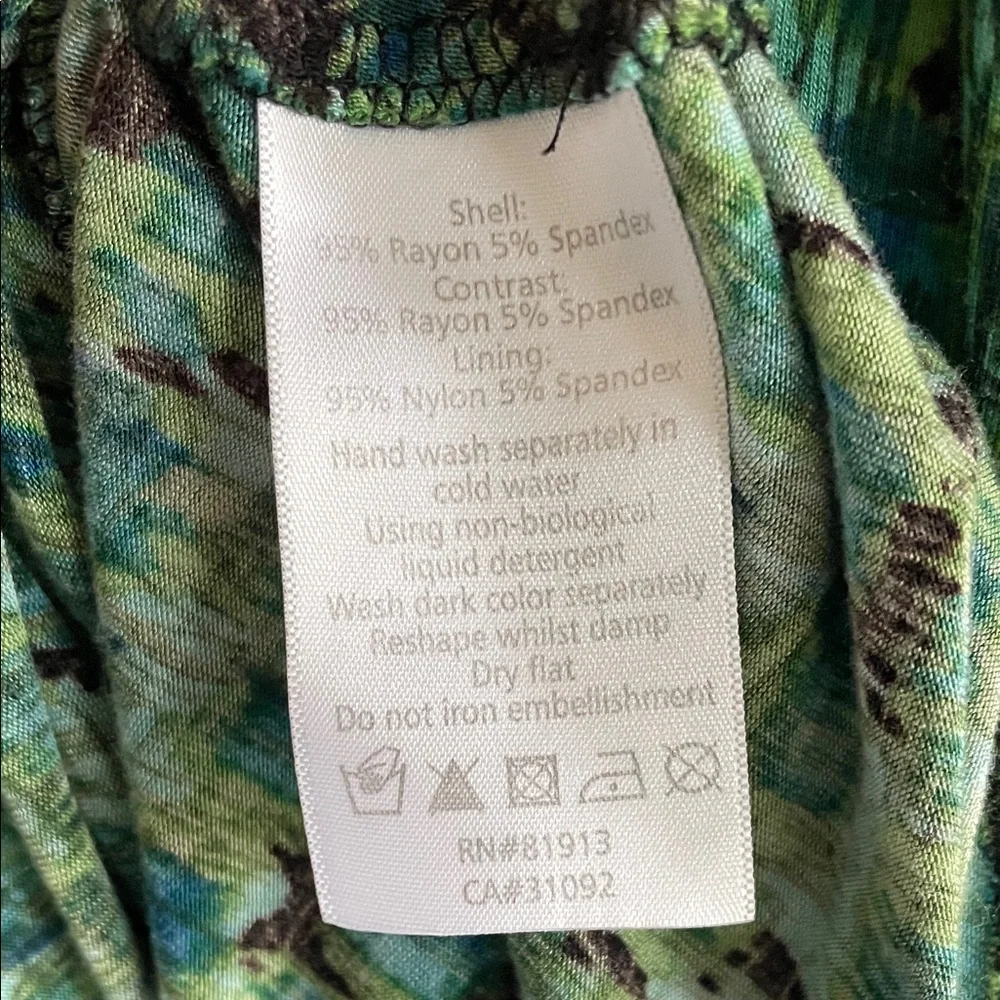 Shell:
95% Rayon 5% Spandex
Contrast:
95% Rayon 5% Spandex
Lining:
95% Nylon 5% Spandex
Hand wash separately in
cold water
Using non-biological
liquid detergent
Wash dark color separately
Reshape whilst damp
Dry flat
Do not iron embellishment
RN#81913
CA#31092